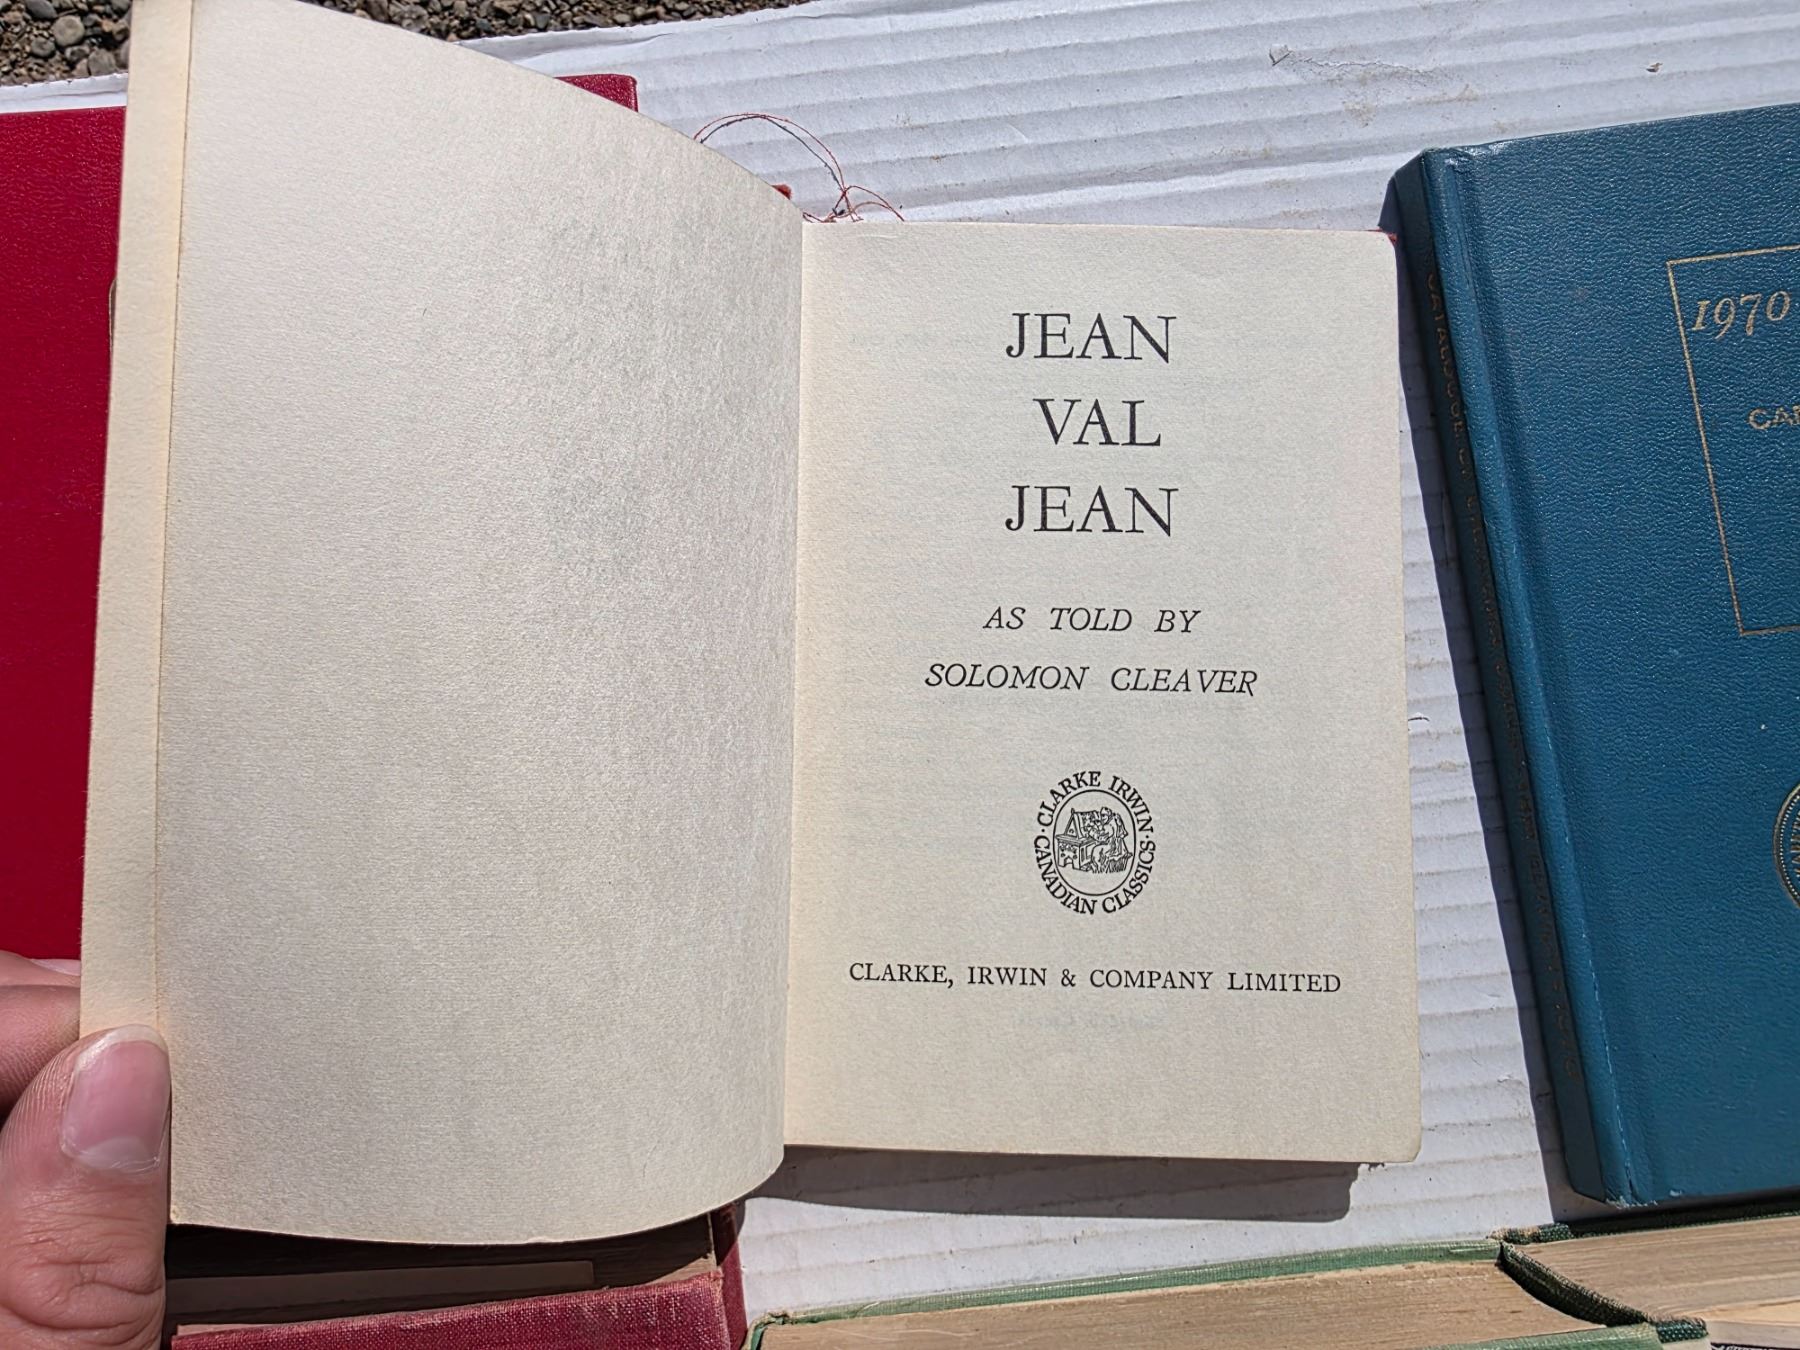 JEAN
VAL
JEAN
AS TOLD BY
SOLOMON CLEAVER
CLARKE IRWIN
CANADIAN CLASSICS
CLARKE, IRWIN & COMPANY LIMITED
1970